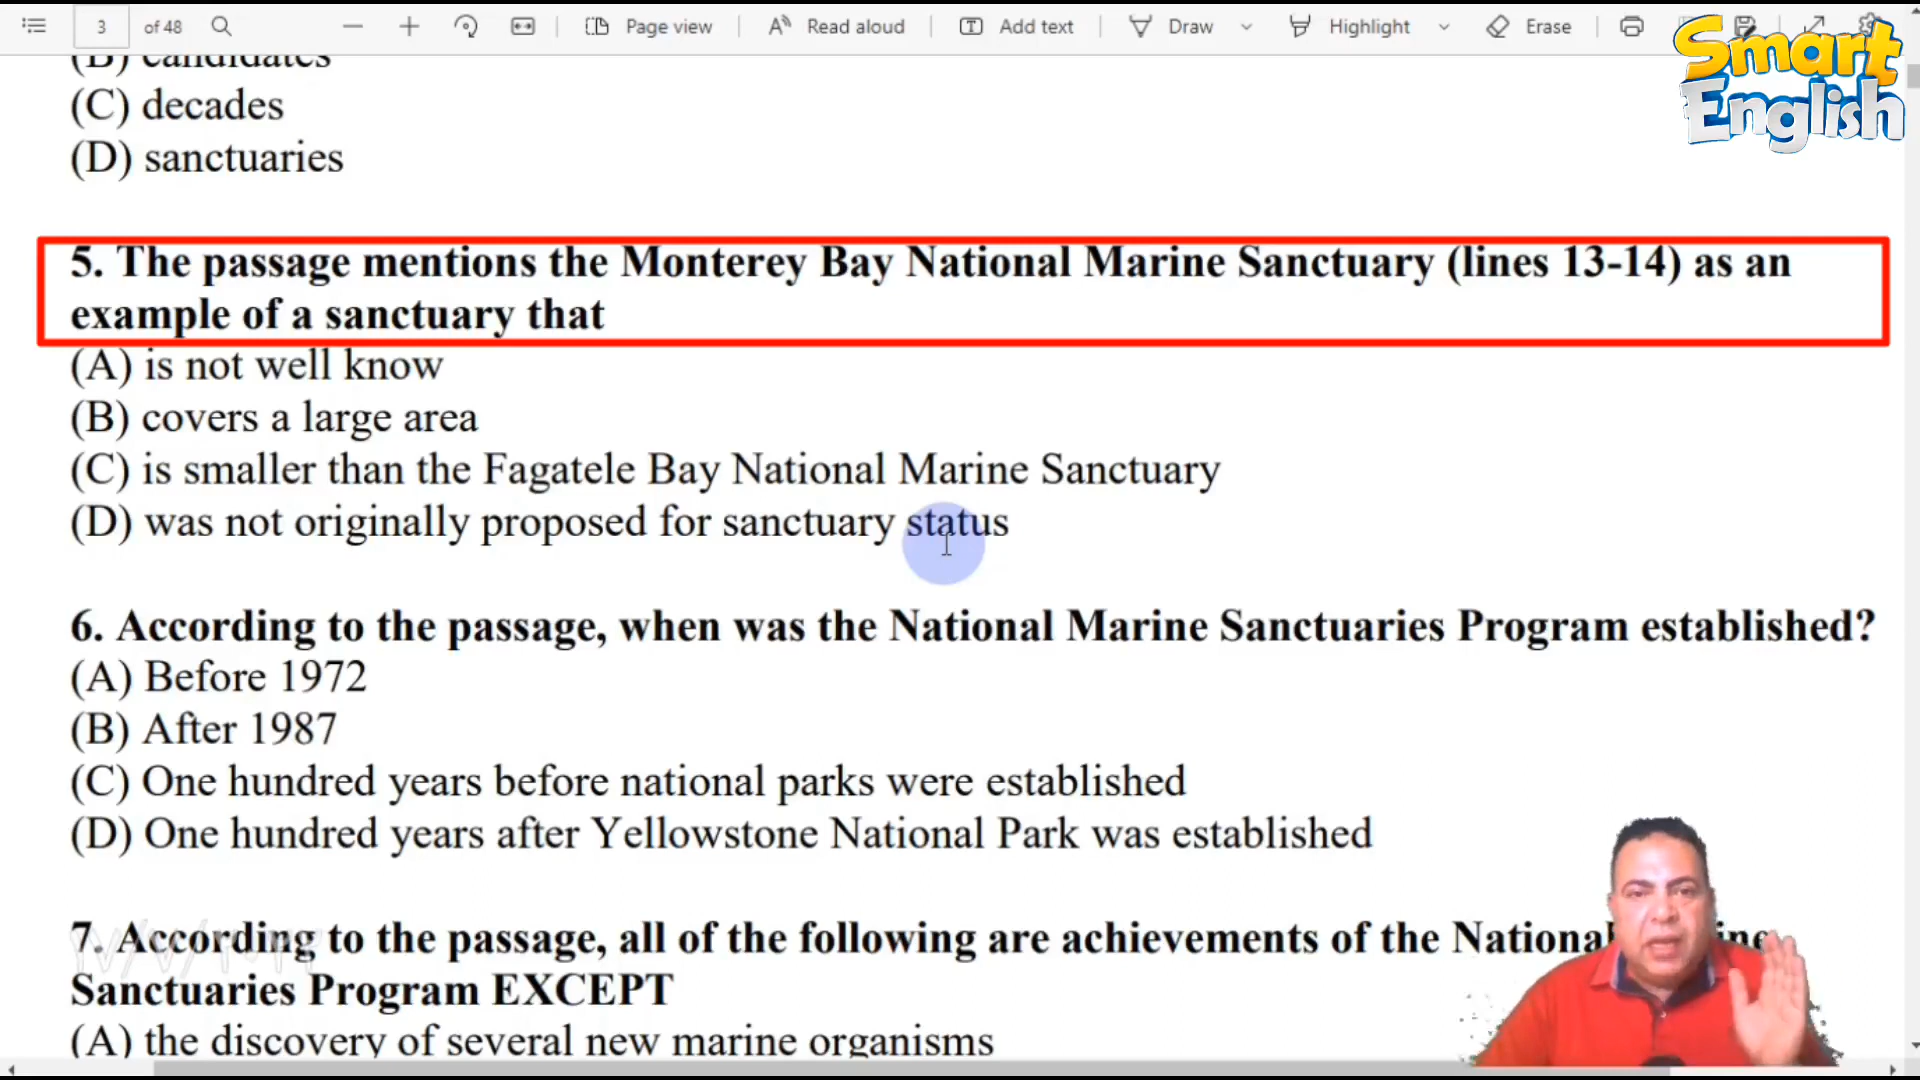 3 of 48 Page view Read aloud Add text Draw Highlight Erase
Smart
English
(B) candidates
(C) decades
(D) sanctuaries
5. The passage mentions the Monterey Bay National Marine Sanctuary (lines 13-14) as an
example of a sanctuary that
(A) is not well know
(B) covers a large area
(C) is smaller than the Fagatele Bay National Marine Sanctuary
(D) was not originally proposed for sanctuary status
6. According to the passage, when was the National Marine Sanctuaries Program established?
(A) Before 1972
(B) After 1987
(C) One hundred years before national parks were established
(D) One hundred years after Yellowstone National Park was established
7. According to the passage, all of the following are achievements of the National
Sanctuaries Program EXCEPT
(A) the discovery of several new marine organisms